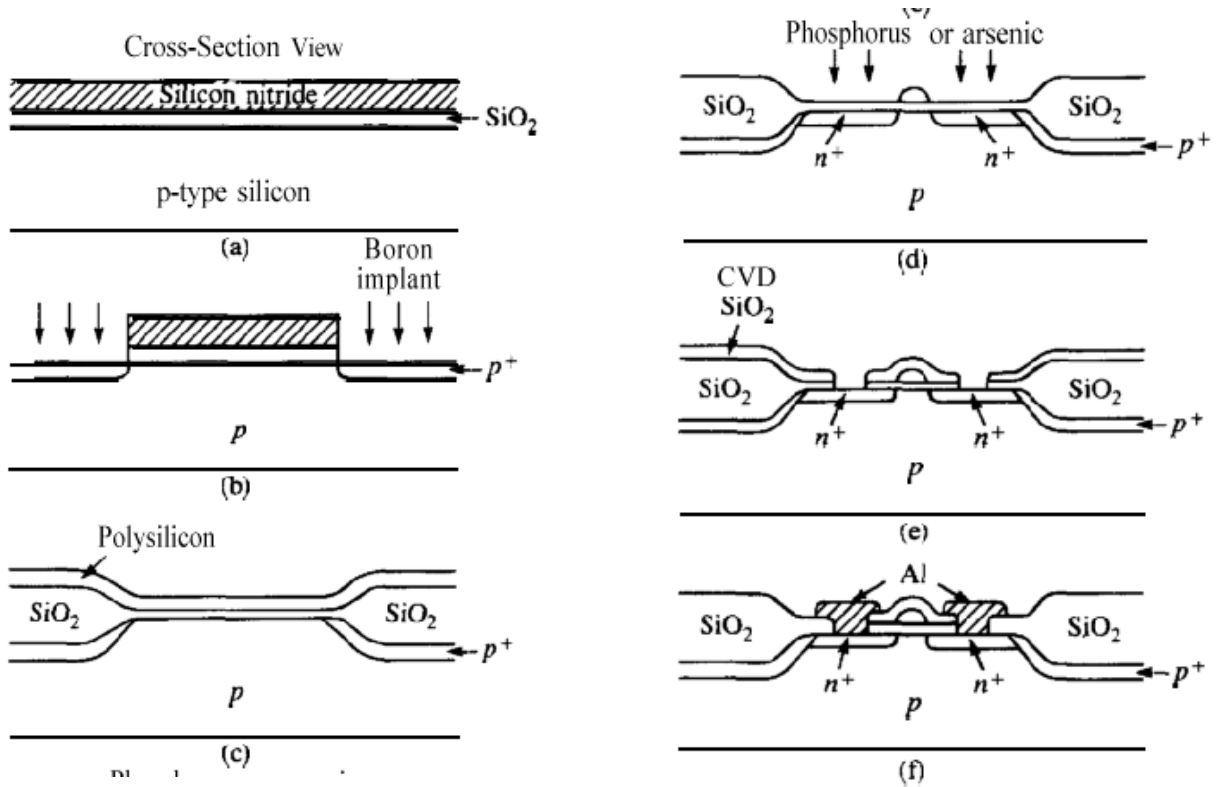 Cross-Section View
Silicon nitride
SiO₂
p-type silicon
(a)
Boron
implant
p⁺
p
(b)
Polysilicon
SiO₂ SiO₂
p⁺
p
(c)
Phosphorus or arsenic
SiO₂ SiO₂
n⁺ n⁺
p⁺
p
(d)
CVD
SiO₂
SiO₂ SiO₂
n⁺ n⁺
p⁺
p
(e)
Al
SiO₂ SiO₂
n⁺ n⁺
p⁺
p
(f)